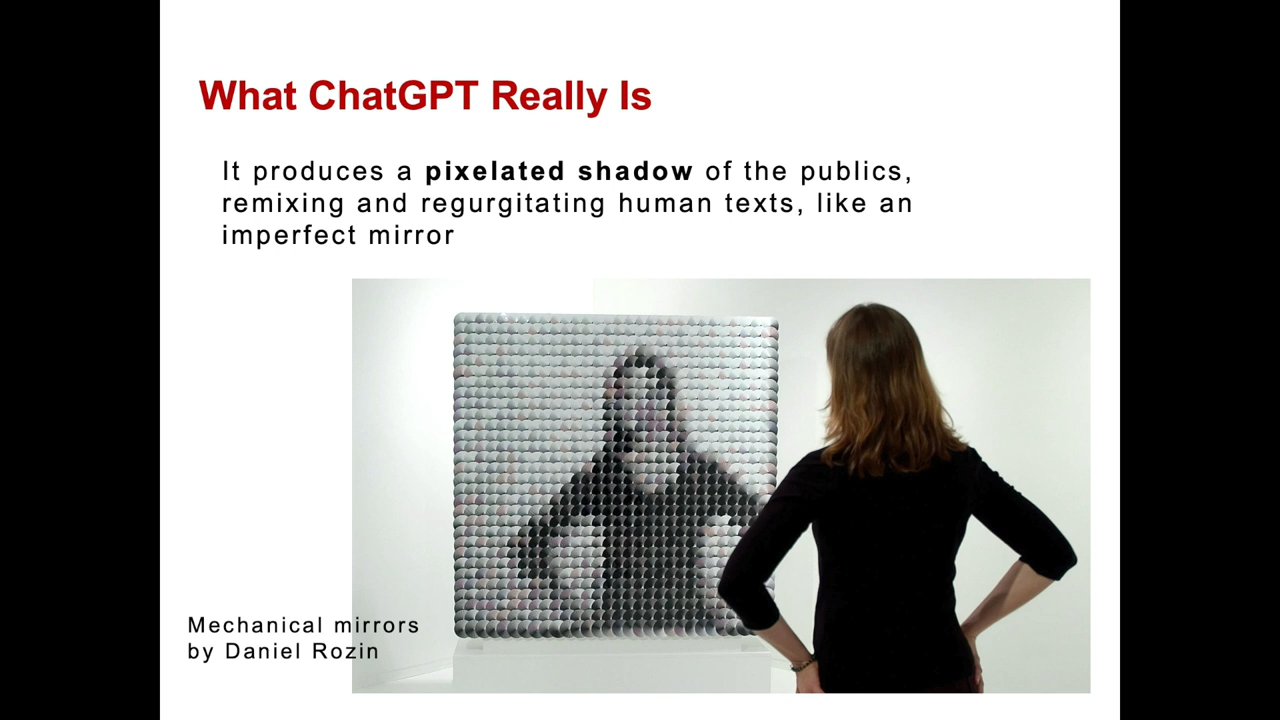 What ChatGPT Really Is
It produces a pixelated shadow of the publics,
remixing and regurgitating human texts, like an
imperfect mirror
Mechanical mirrors
by Daniel Rozin